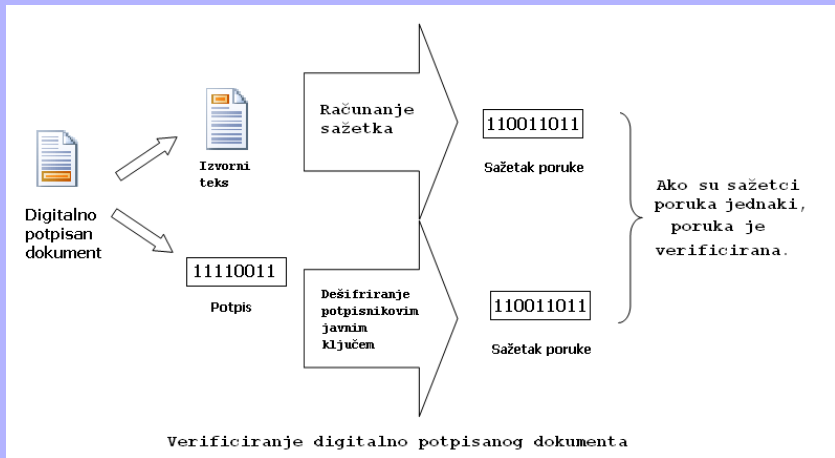 Digitalno
potpisan
dokument
Izvorni
teks
Računanje
sažetka
110011011
Sažetak poruke
11110011
Potpis
Dešifriranje
potpisnikovim
javnim
ključem
110011011
Sažetak poruke
Ako su sažetci
poruka jednaki,
poruka je
verificirana.
Verificiranje digitalno potpisanog dokumenta